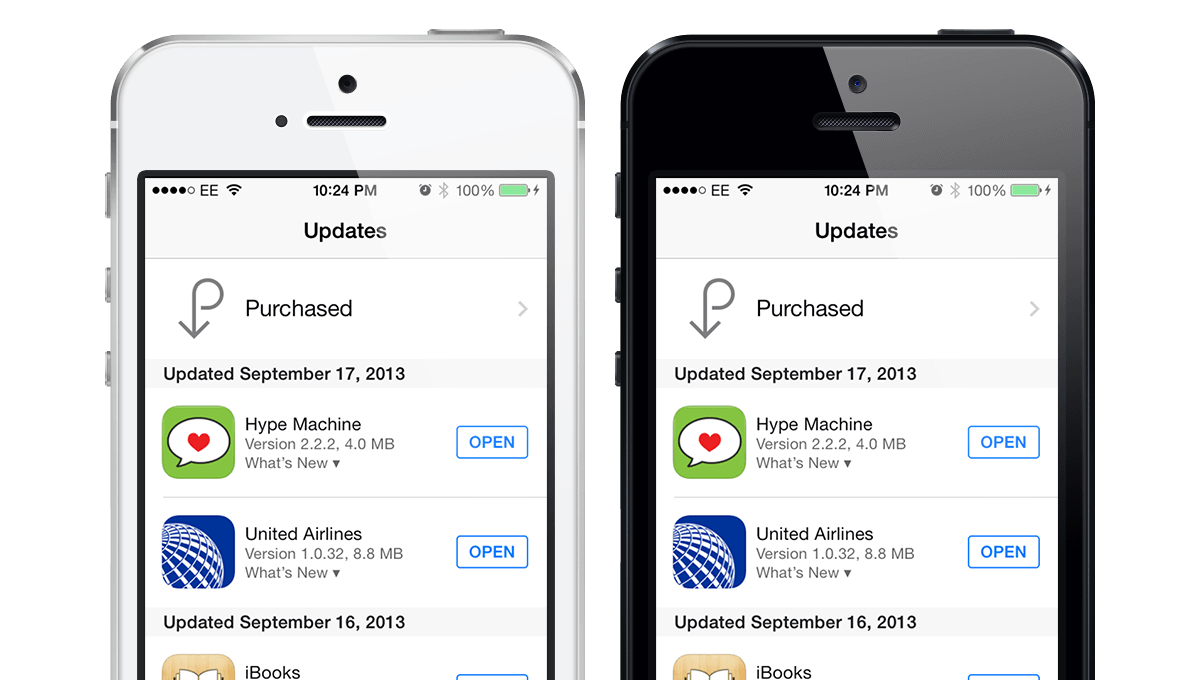 EE 10:24 PM 100%
Updates
Purchased
Updated September 17, 2013
Hype Machine
Version 2.2.2, 4.0 MB
What's New ▾
OPEN
United Airlines
Version 1.0.32, 8.8 MB
What's New ▾
OPEN
Updated September 16, 2013
iBooks
EE 10:24 PM 100%
Updates
Purchased
Updated September 17, 2013
Hype Machine
Version 2.2.2, 4.0 MB
What's New ▾
OPEN
United Airlines
Version 1.0.32, 8.8 MB
What's New ▾
OPEN
Updated September 16, 2013
iBooks